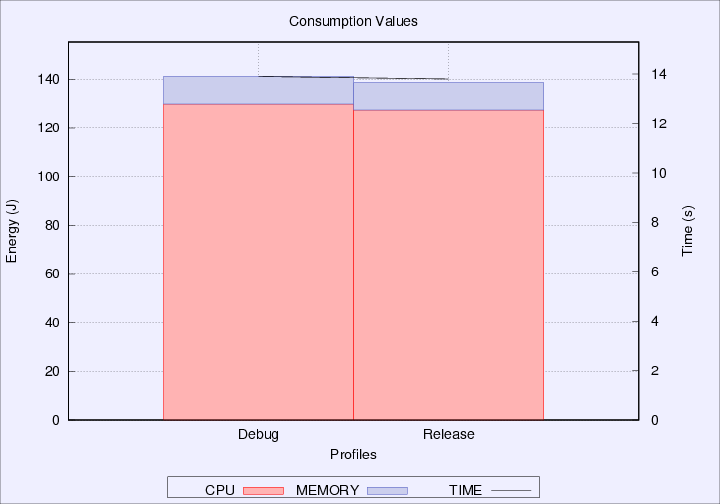 Consumption Values
140
120
100
80
60
40
20
0
Energy (J)
14
12
10
8
6
4
2
0
Time (s)
Debug Release
Profiles
CPU MEMORY TIME